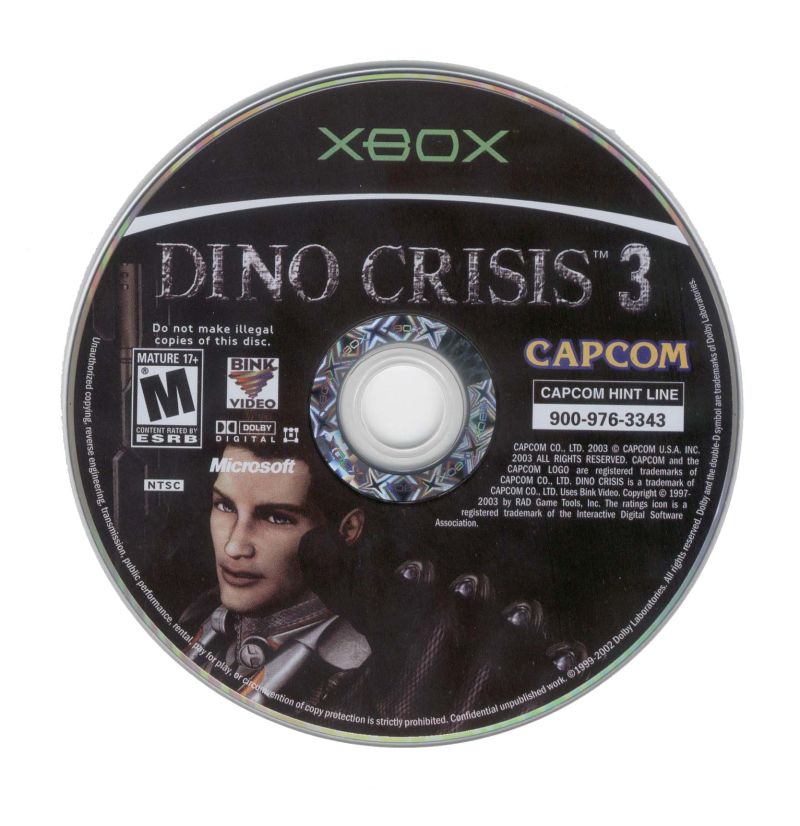 XBOX
DINO CRISIS™ 3
Do not make illegal
copies of this disc.
MATURE 17+
M
CONTENT RATED BY
ESRB
BINK
VIDEO
DOLBY
DIGITAL
Microsoft
NTSC
CAPCOM
CAPCOM HINT LINE
900-976-3343
CAPCOM CO., LTD. 2003 © CAPCOM U.S.A. INC.
2003 ALL RIGHTS RESERVED. CAPCOM and the
CAPCOM LOGO are registered trademarks of
CAPCOM CO., LTD. DINO CRISIS is a trademark of
CAPCOM CO., LTD. Uses Bink Video. Copyright © 1997-
2003 by RAD Game Tools, Inc. The ratings icon is a
registered trademark of the Interactive Digital Software
Association.
Unauthorized copying, reverse engineering, transmission, public performance, rental, pay for play, or circumvention of copy protection is strictly prohibited. Confidential unpublished work. ©1999-2002 Dolby Laboratories. All rights reserved. Dolby and the double-D symbol are trademarks of Dolby Laboratories.